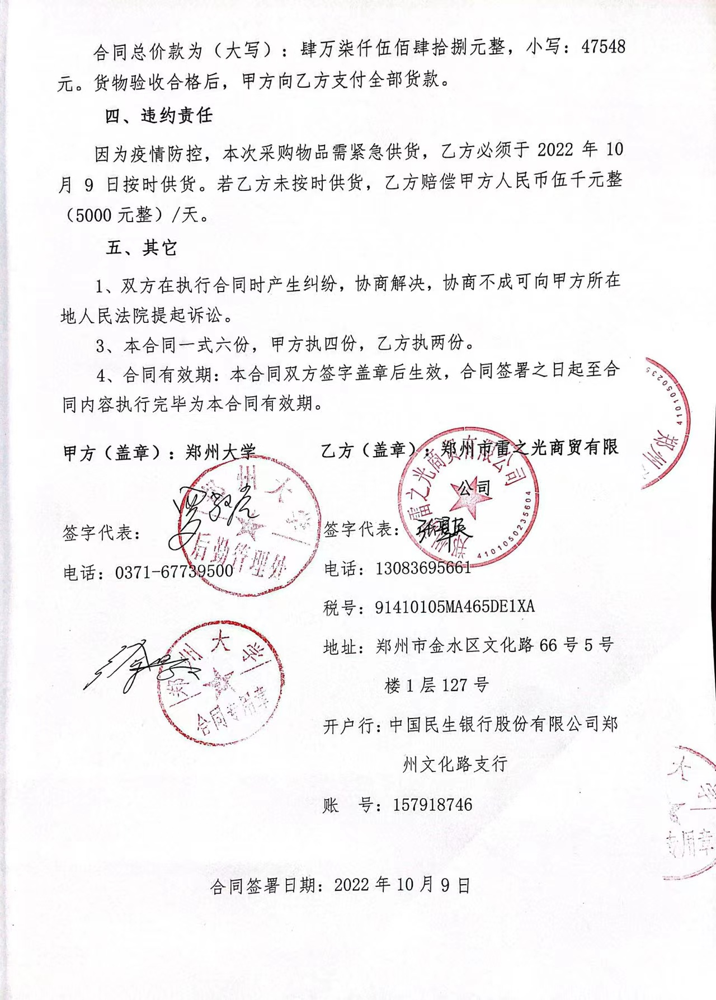 合同总价款为（大写）：肆万柒仟伍佰肆拾捌元整，小写：47548
元。货物验收合格后，甲方向乙方支付全部货款。
四、违约责任
因为疫情防控，本次采购物品需紧急供货，乙方必须于 2022 年 10
月 9 日按时供货。若乙方未按时供货，乙方赔偿甲方人民币伍千元整
（5000 元整）/天。
五、其它
1、双方在执行合同时产生纠纷，协商解决，协商不成可向甲方所在
地人民法院提起诉讼。
3、本合同一式六份，甲方执四份，乙方执两份。
4、合同有效期：本合同双方签字盖章后生效，合同签署之日起至合
同内容执行完毕为本合同有效期。
4101050235
郑州
甲方（盖章）：郑州大学
郑州大学
后勤管理处
签字代表：
电话：0371-67739500
郑州大学
合同专用章
乙方（盖章）：郑州市雷之光商贸有限
公司
雷之光商贸有限公司
4101050235604
签字代表：
电话：13083695661
税号：91410105MA465DE1XA
地址：郑州市金水区文化路 66 号 5 号
楼 1 层 127 号
开户行：中国民生银行股份有限公司郑
州文化路支行
账 号：157918746
大学
专用章
合同签署日期：2022 年 10 月 9 日